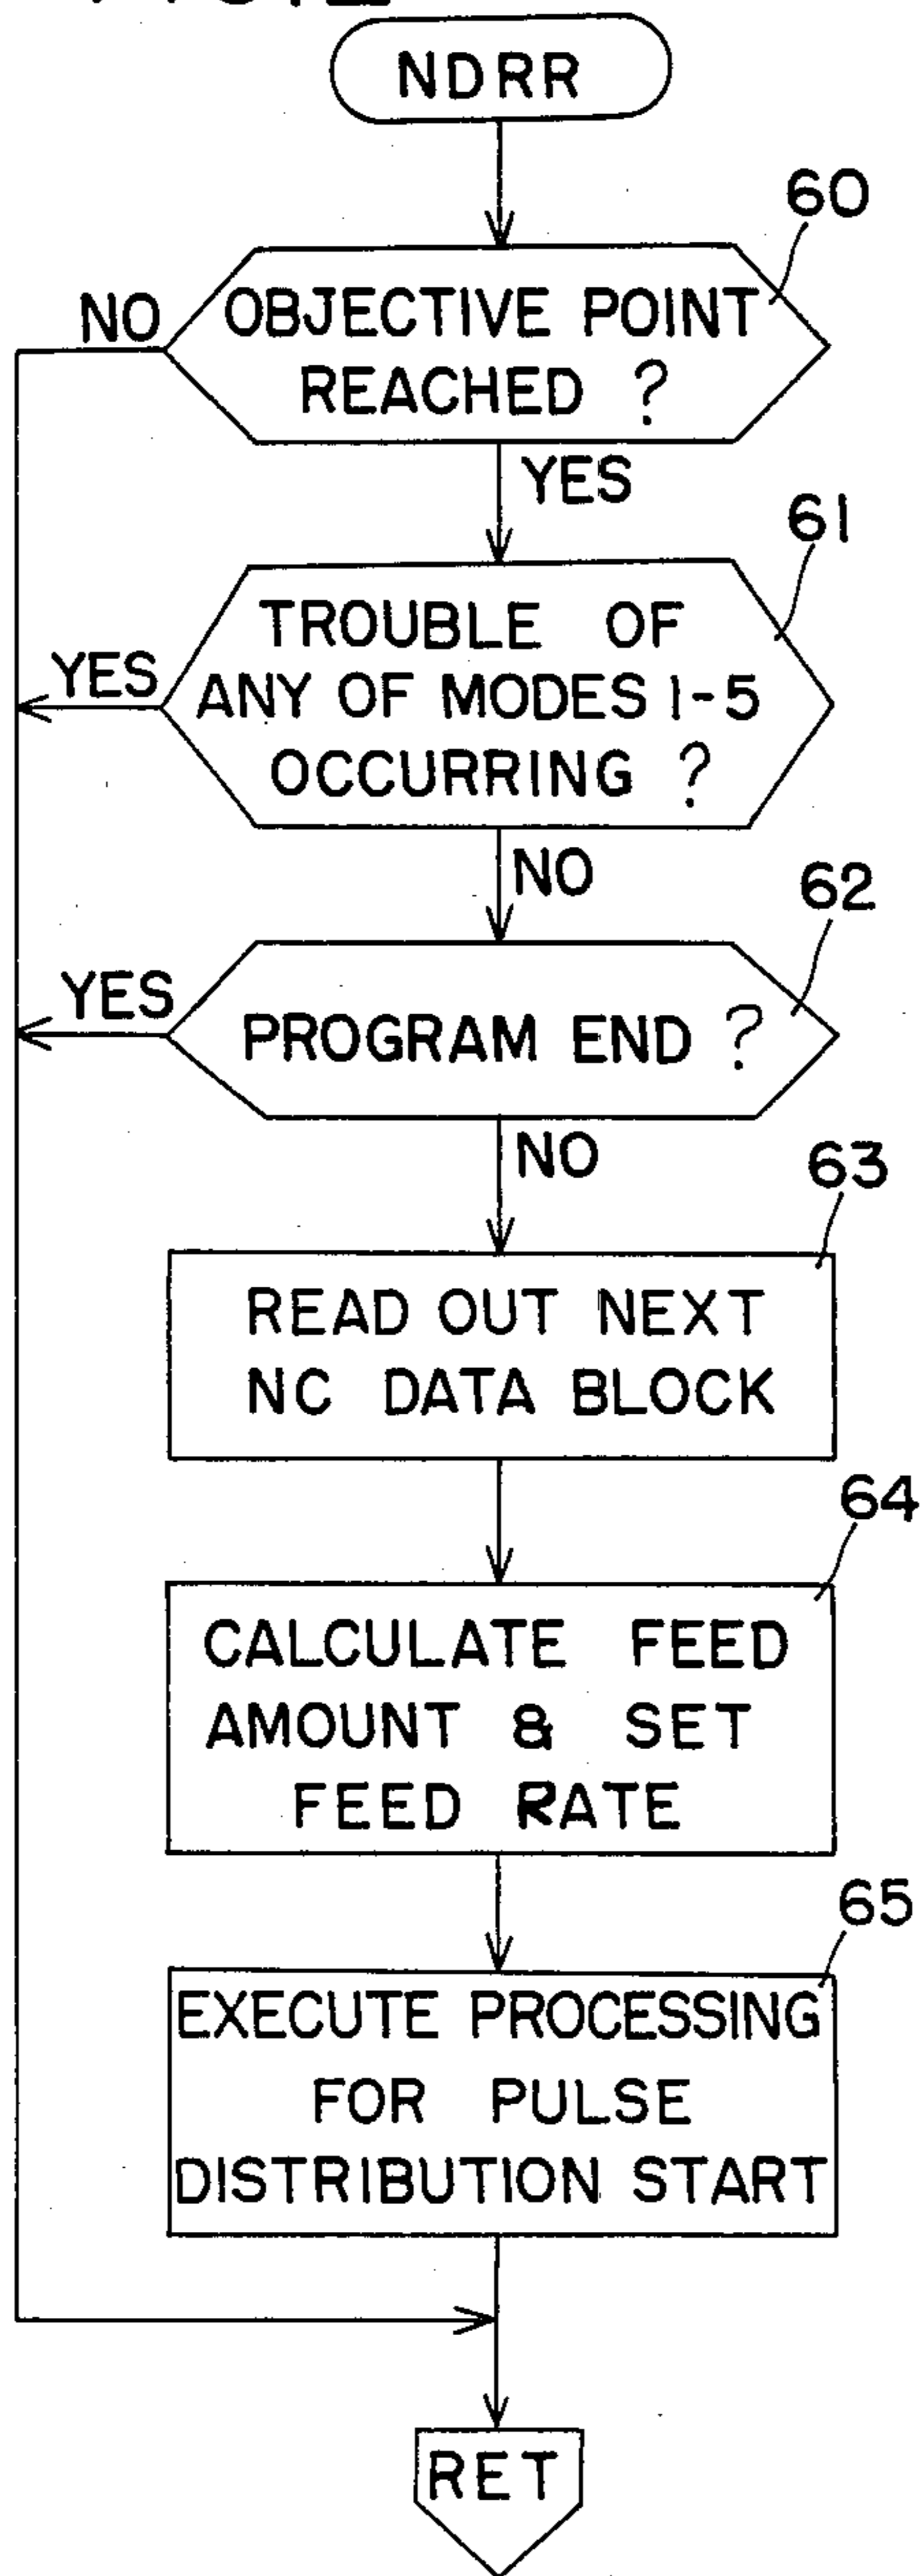 NDRR
60
NO
OBJECTIVE POINT
REACHED ?
YES
61
TROUBLE OF
YES
ANY OF MODES 1-5
OCCURRING ?
NO
62
YES
PROGRAM END ?
NO
63
READ OUT NEXT
NC DATA BLOCK
64
CALCULATE FEED
AMOUNT & SET
FEED RATE
65
EXECUTE PROCESSING
FOR PULSE
DISTRIBUTION START
RET